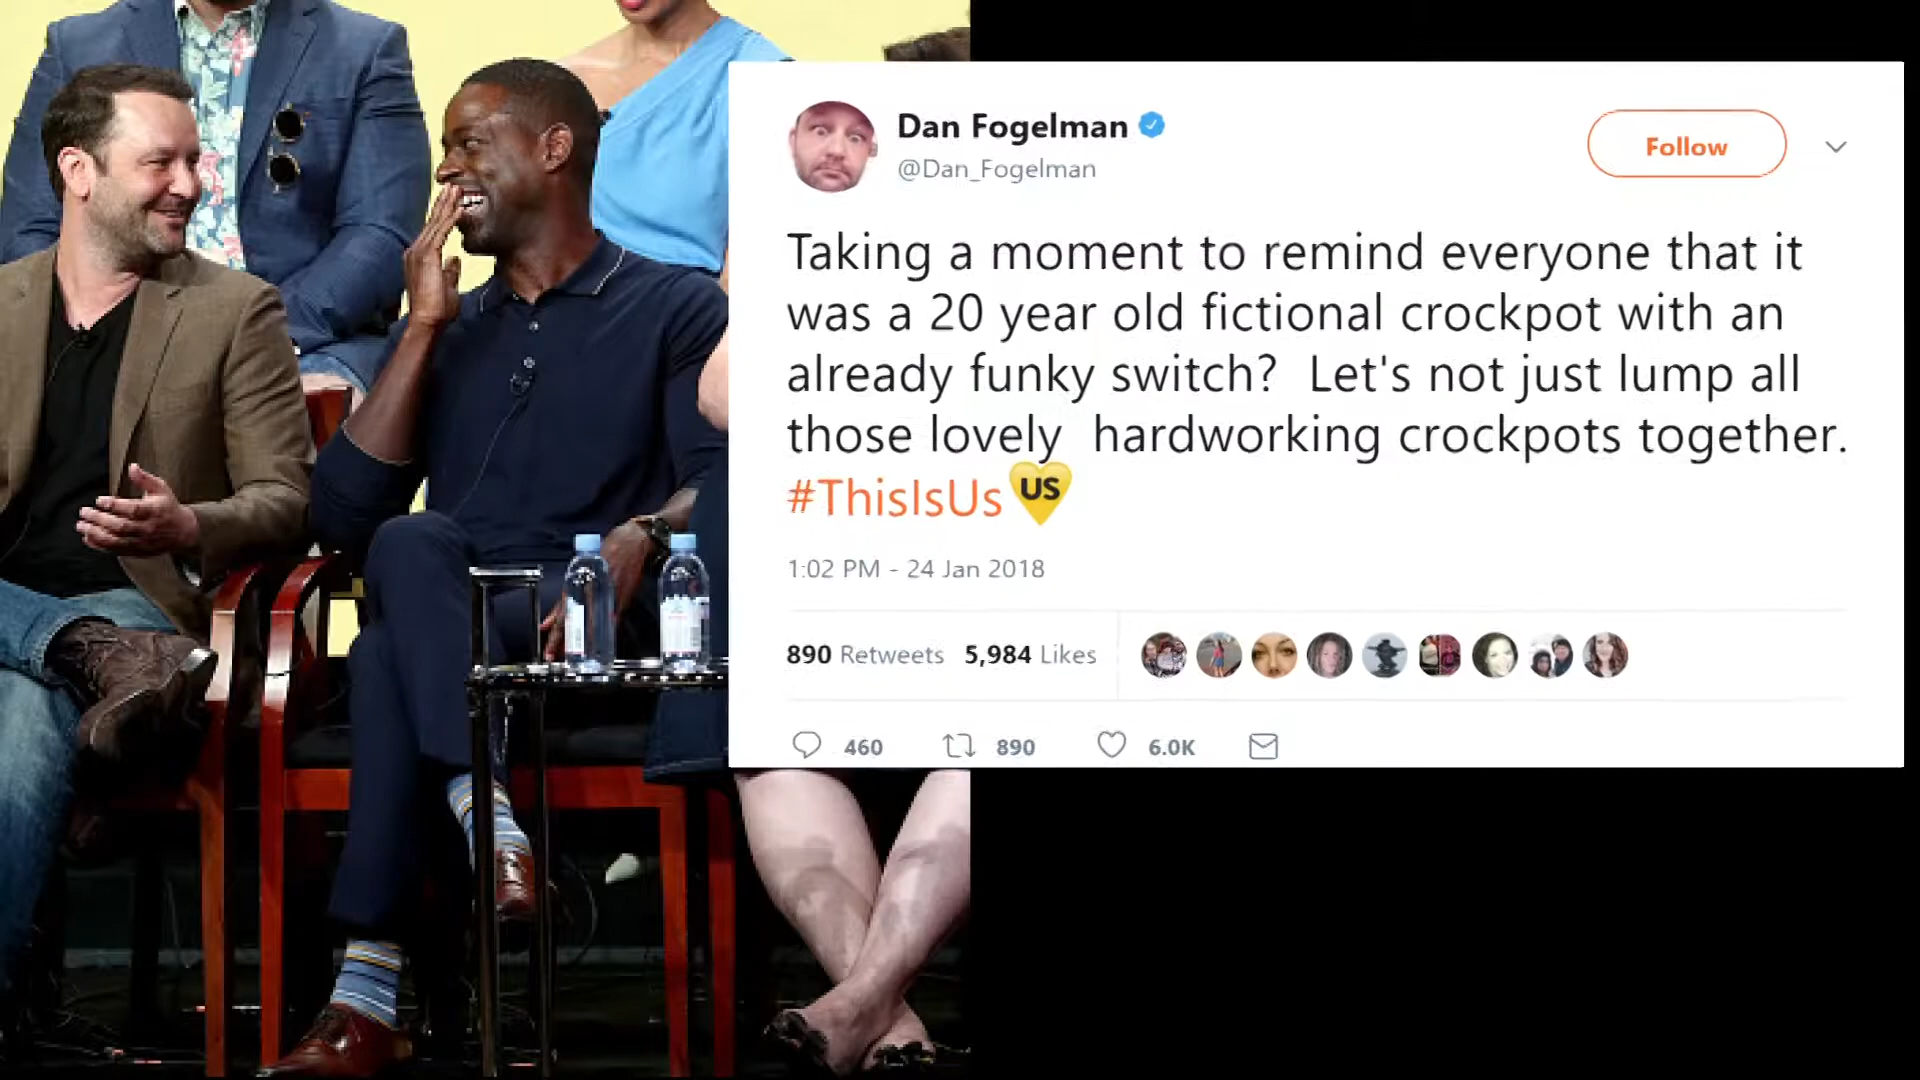 Dan Fogelman
@Dan_Fogelman
Follow
Taking a moment to remind everyone that it
was a 20 year old fictional crockpot with an
already funky switch?  Let's not just lump all
those lovely  hardworking crockpots together.
#ThisIsUs US
1:02 PM - 24 Jan 2018
890 Retweets 5,984 Likes
460 890 6.0K